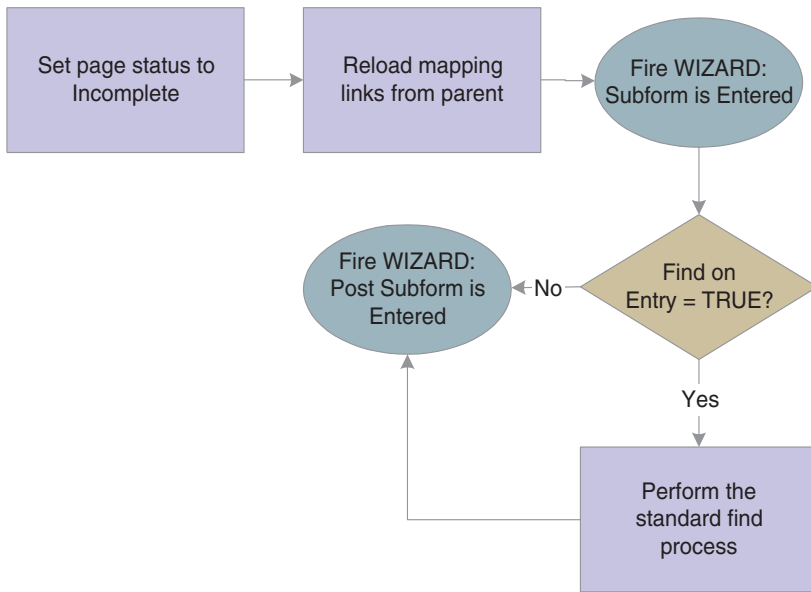 Set page status to
Incomplete
Reload mapping
links from parent
Fire WIZARD:
Subform is Entered
Find on
Entry = TRUE?
No
Fire WIZARD:
Post Subform is
Entered
Yes
Perform the
standard find
process